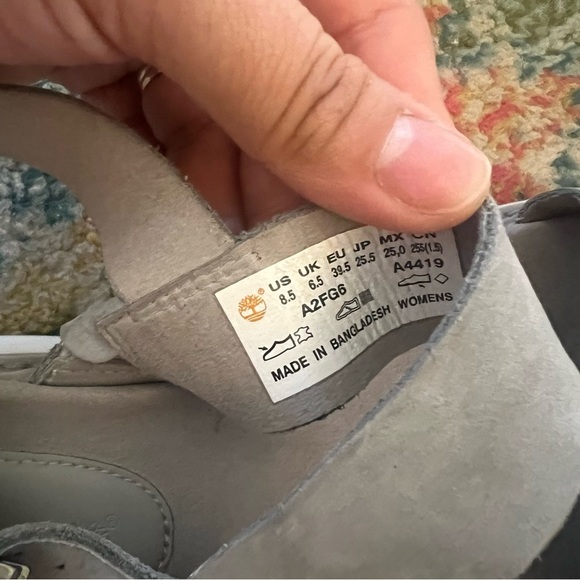 US UK EU JP MX CN
8.5 6.5 39.5 25.5 25,0 255(1.5)
A2FG6 A4419
MADE IN BANGLADESH WOMENS